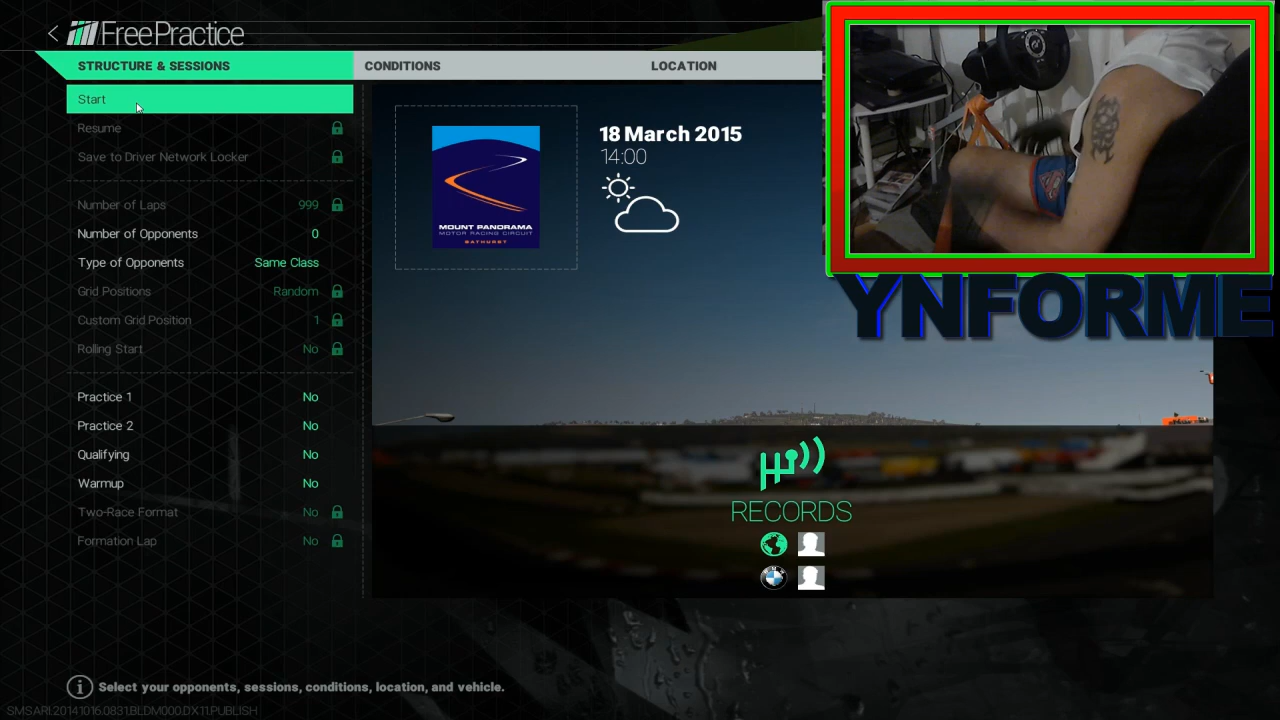 FreePractice
STRUCTURE & SESSIONS
CONDITIONS
LOCATION
Start
Resume
Save to Driver Network Locker
Number of Laps 999
Number of Opponents 0
Type of Opponents Same Class
Grid Positions Random
Custom Grid Position 1
Rolling Start No
Practice 1 No
Practice 2 No
Qualifying No
Warmup No
Two-Race Format No
Formation Lap No
MOUNT PANORAMA
MOTOR RACING CIRCUIT
BATHURST
18 March 2015
14:00
YNFORME
RECORDS
Select your opponents, sessions, conditions, location, and vehicle.
SMSARI.20141016.0831.BLDM000.DX11.PUBLISH